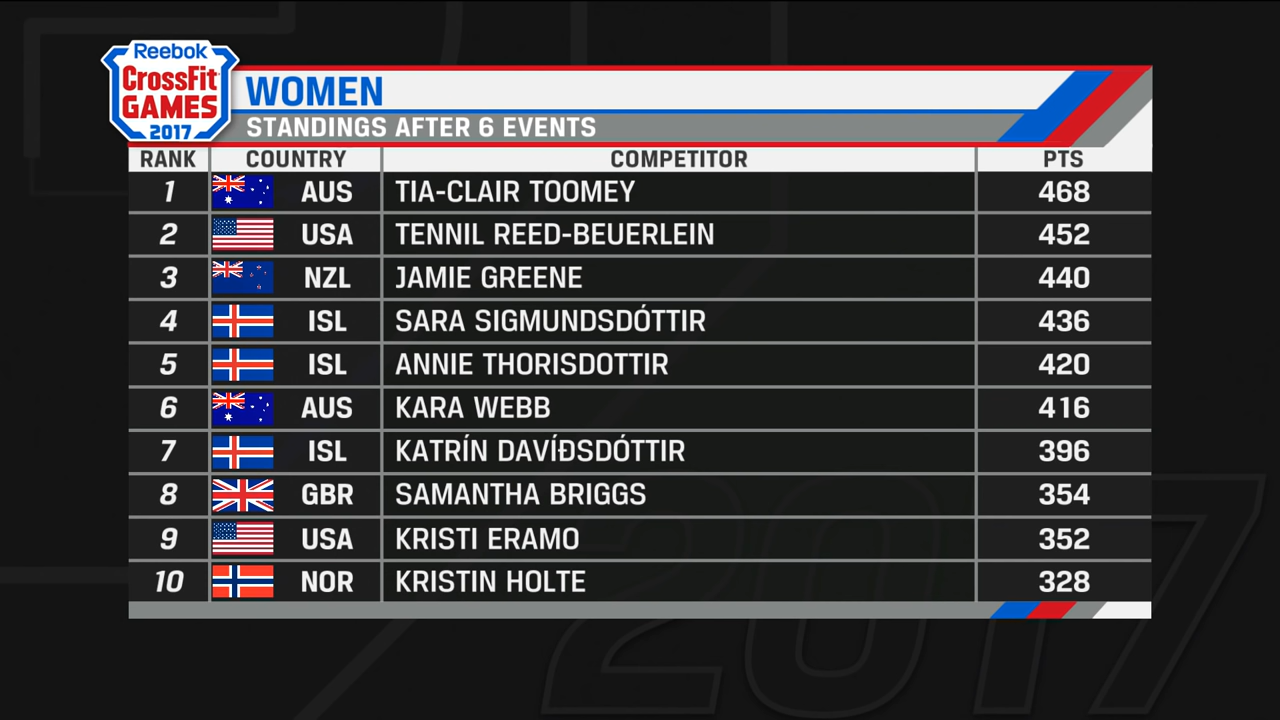 Reebok
CrossFit
GAMES
2017
WOMEN
STANDINGS AFTER 6 EVENTS
RANK COUNTRY COMPETITOR PTS
1 AUS TIA-CLAIR TOOMEY 468
2 USA TENNIL REED-BEUERLEIN 452
3 NZL JAMIE GREENE 440
4 ISL SARA SIGMUNDSDÓTTIR 436
5 ISL ANNIE THORISDOTTIR 420
6 AUS KARA WEBB 416
7 ISL KATRÍN DAVÍÐSDÓTTIR 396
8 GBR SAMANTHA BRIGGS 354
9 USA KRISTI ERAMO 352
10 NOR KRISTIN HOLTE 328
2017